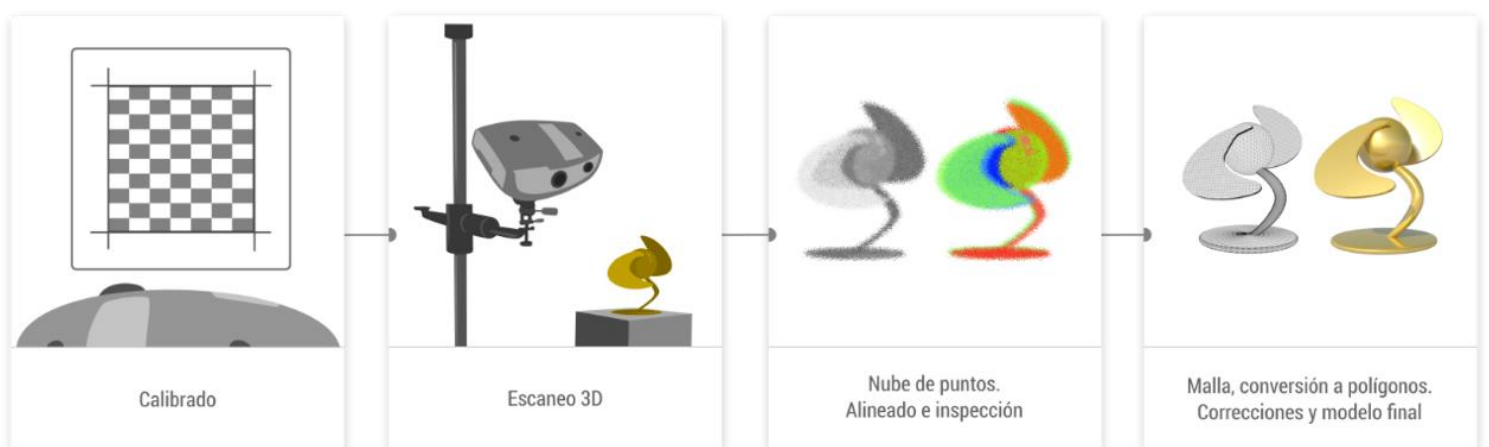 Calibrado
Escaneo 3D
Nube de puntos.
Alineado e inspección
Malla, conversión a polígonos.
Correcciones y modelo final